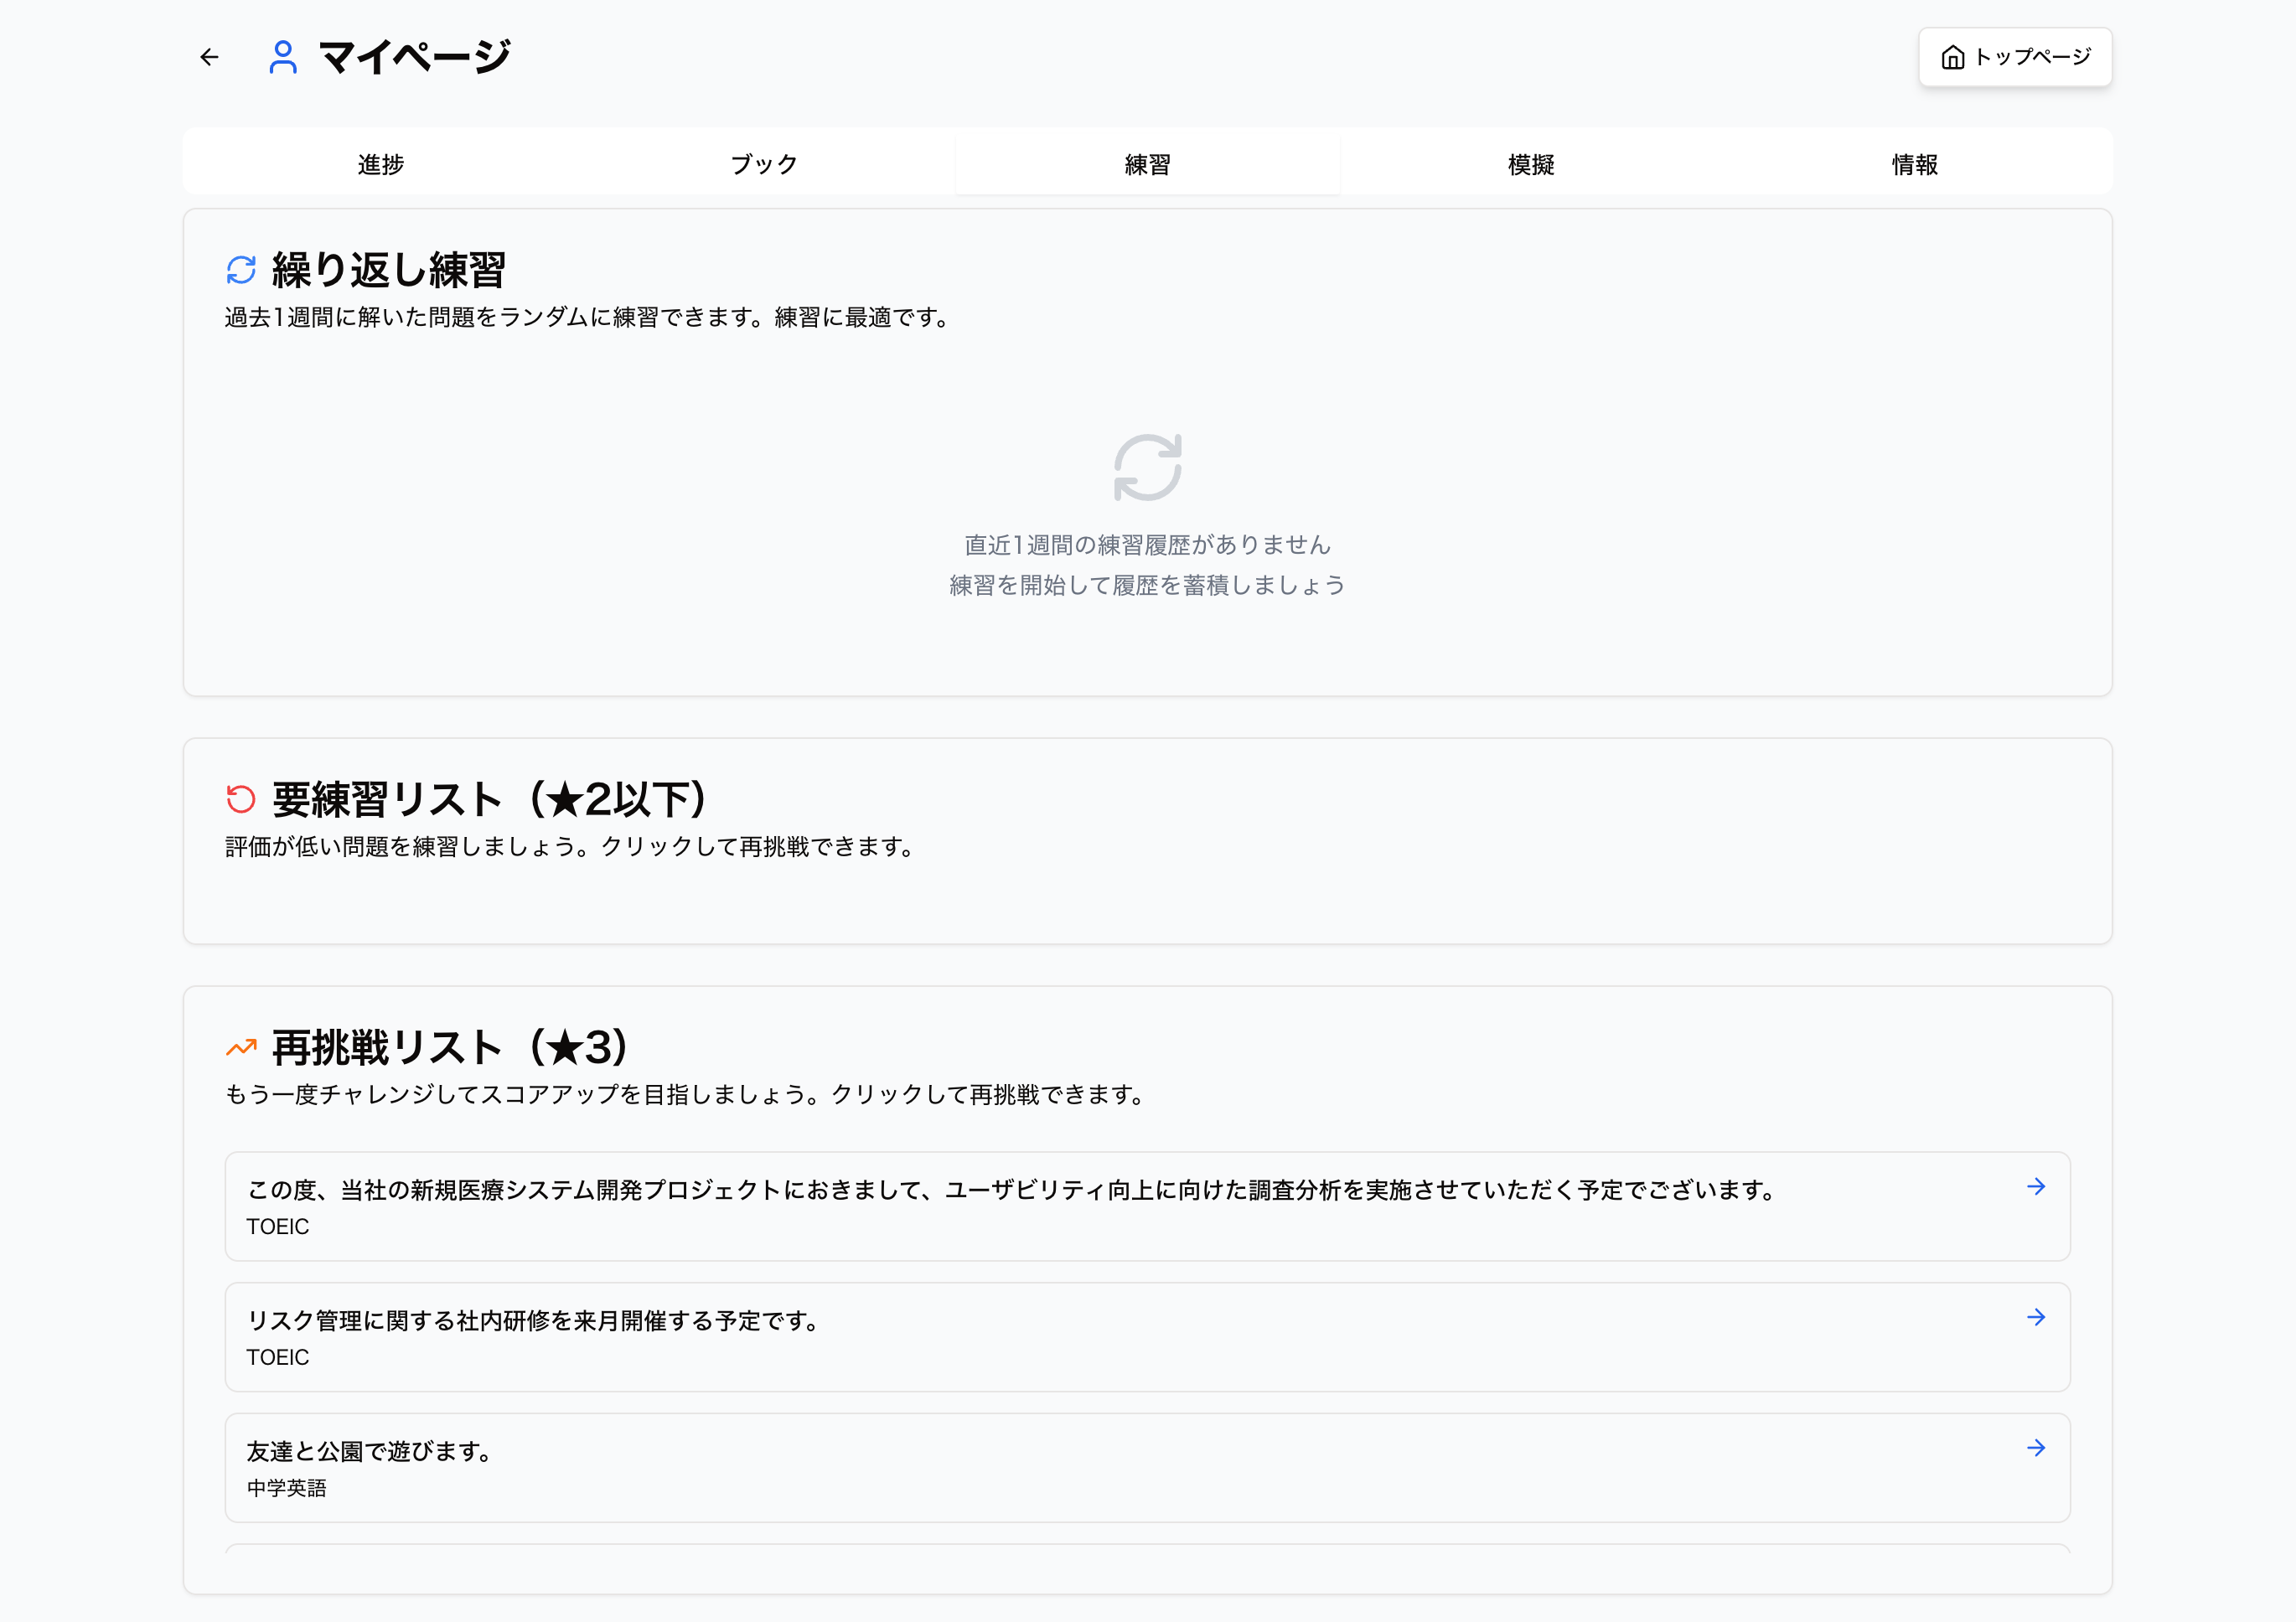 マイページ
トップページ
進捗
ブック
練習
模擬
情報
繰り返し練習
過去1週間に解いた問題をランダムに練習できます。練習に最適です。
直近1週間の練習履歴がありません
練習を開始して履歴を蓄積しましょう
要練習リスト（★2以下）
評価が低い問題を練習しましょう。クリックして再挑戦できます。
再挑戦リスト（★3）
もう一度チャレンジしてスコアアップを目指しましょう。クリックして再挑戦できます。
この度、当社の新規医療システム開発プロジェクトにおきまして、ユーザビリティ向上に向けた調査分析を実施させていただく予定でございます。
TOEIC
リスク管理に関する社内研修を来月開催する予定です。
TOEIC
友達と公園で遊びます。
中学英語